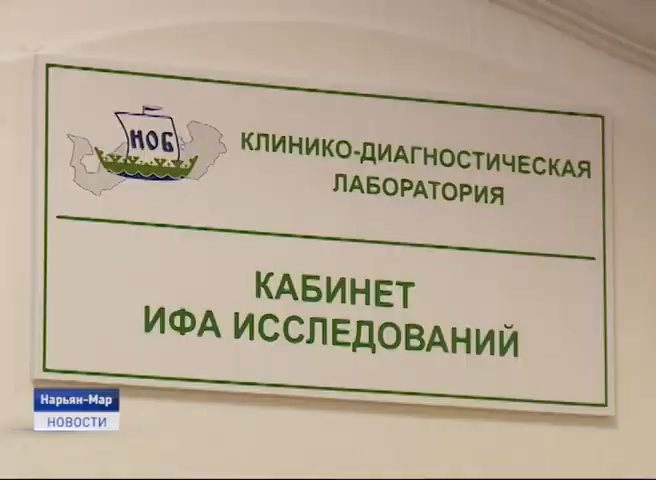 НОБ
КЛИНИКО-ДИАГНОСТИЧЕСКАЯ
ЛАБОРАТОРИЯ
КАБИНЕТ
ИФА ИССЛЕДОВАНИЙ
Нарьян-Мар
НОВОСТИ